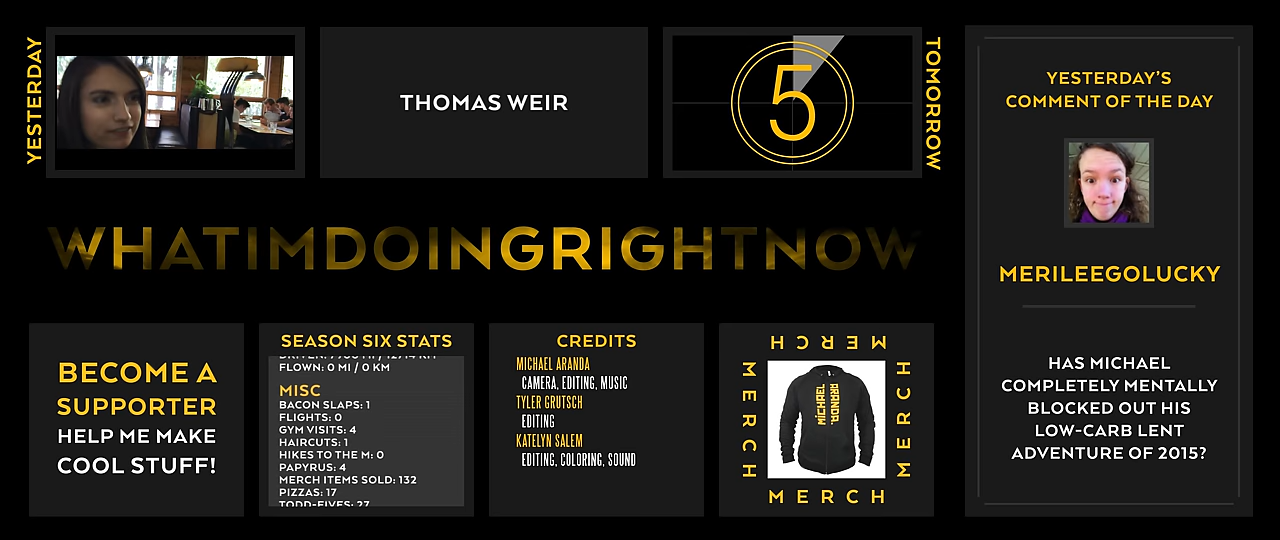 YESTERDAY
THOMAS WEIR
5
TOMORROW
WHATIMDOINGRIGHTNOW
BECOME A
SUPPORTER
HELP ME MAKE
COOL STUFF!
SEASON SIX STATS
FLOWN: 0 MI / 0 KM
MISC
BACON SLAPS: 1
FLIGHTS: 0
GYM VISITS: 4
HAIRCUTS: 1
HIKES TO THE M: 0
PAPYRUS: 4
MERCH ITEMS SOLD: 132
PIZZAS: 17
TODD-FIVES: 27
CREDITS
MICHAEL ARANDA
CAMERA, EDITING, MUSIC
TYLER GRUTSCH
EDITING
KATELYN SALEM
EDITING, COLORING, SOUND
MERCH
MERCH
MICHAEL
ARANDA.
MERCH
MERCH
YESTERDAY'S
COMMENT OF THE DAY
MERILEEGOLUCKY
HAS MICHAEL
COMPLETELY MENTALLY
BLOCKED OUT HIS
LOW-CARB LENT
ADVENTURE OF 2015?